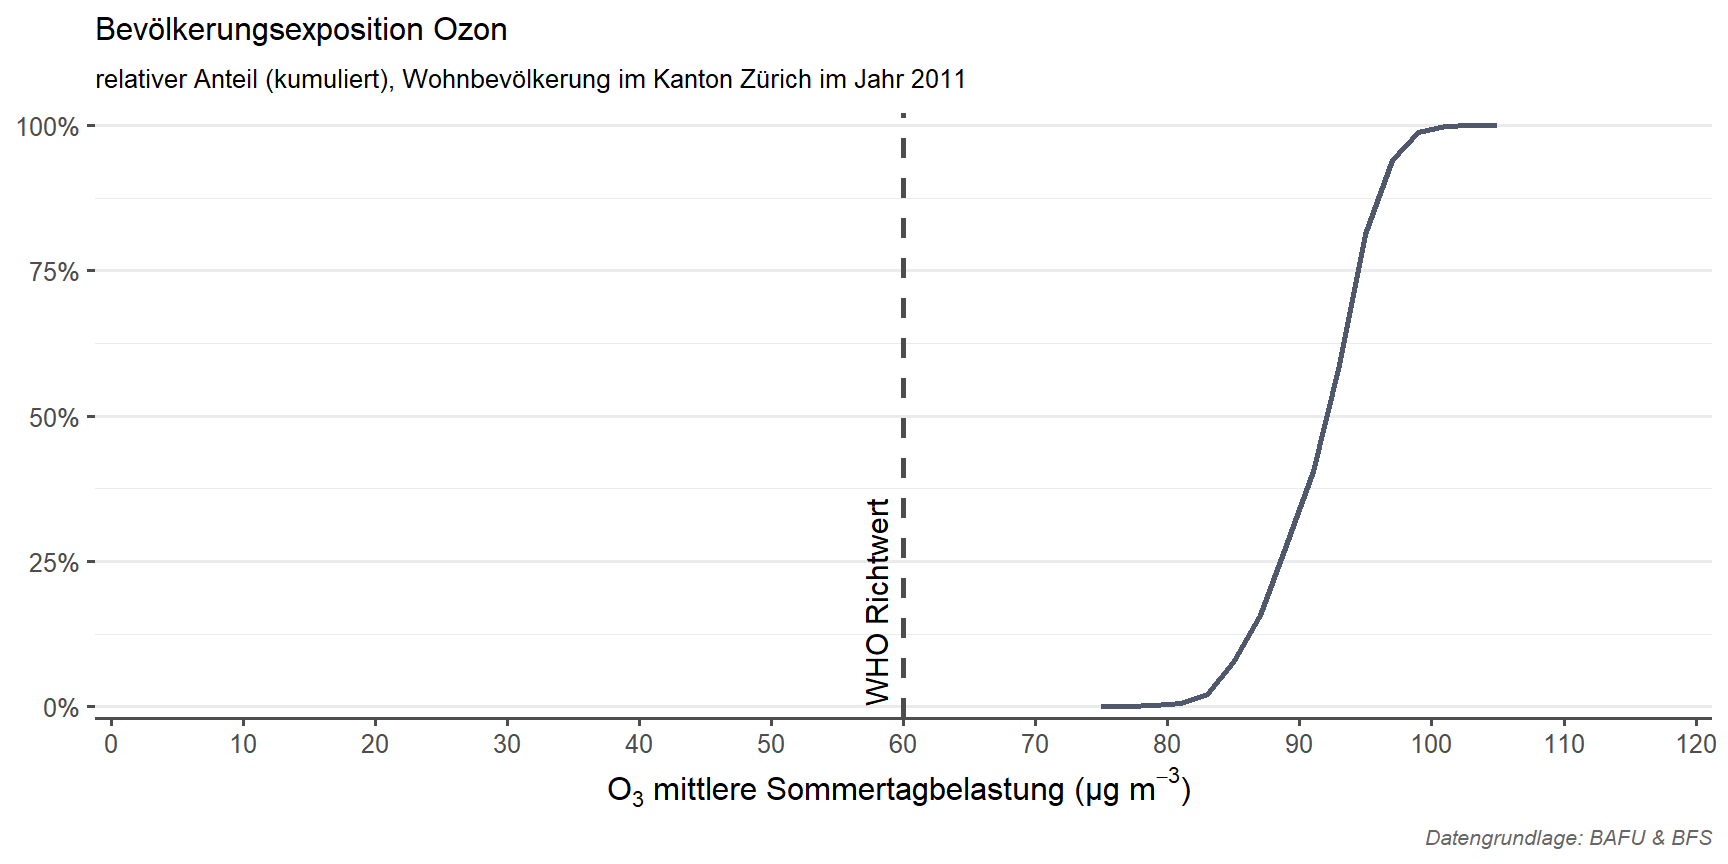 Bevölkerungsexposition Ozon
relativer Anteil (kumuliert), Wohnbevölkerung im Kanton Zürich im Jahr 2011
100%
75%
50%
25%
0%
WHO Richtwert
0 10 20 30 40 50 60 70 80 90 100 110 120
O₃ mittlere Sommertagbelastung (µg m⁻³)
Datengrundlage: BAFU & BFS